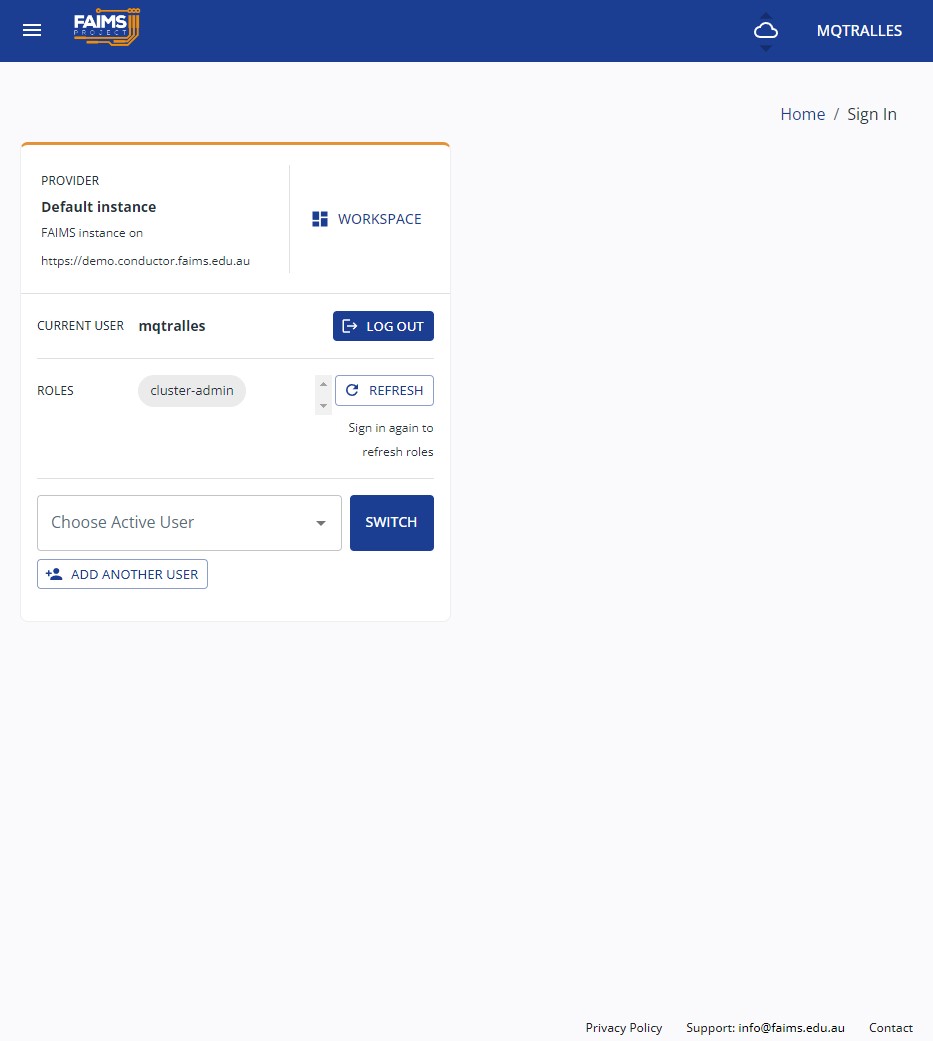 FAIMS
PROJECT
MQTRALLES
Home / Sign In
PROVIDER
Default instance
FAIMS instance on
https://demo.conductor.faims.edu.au
WORKSPACE
CURRENT USER mqtralles
LOG OUT
ROLES cluster-admin
REFRESH
Sign in again to
refresh roles
Choose Active User
SWITCH
ADD ANOTHER USER
Privacy Policy Support: info@faims.edu.au Contact